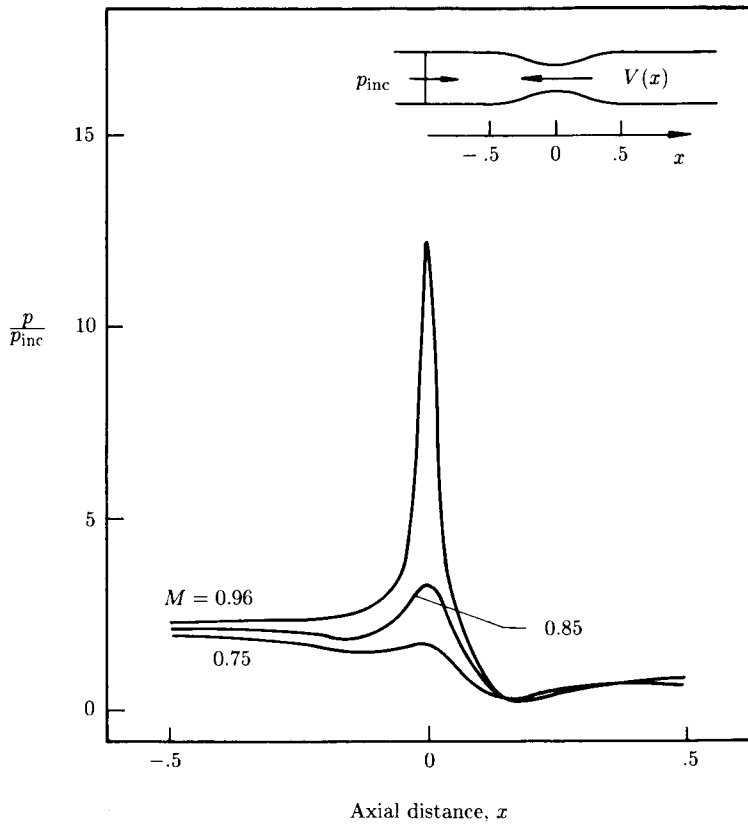 p_inc
V(x)
− .5 0 .5 x
15
p/p_inc
10
5
M = 0.96
0.85
0.75
0
−.5 0 .5
Axial distance, x